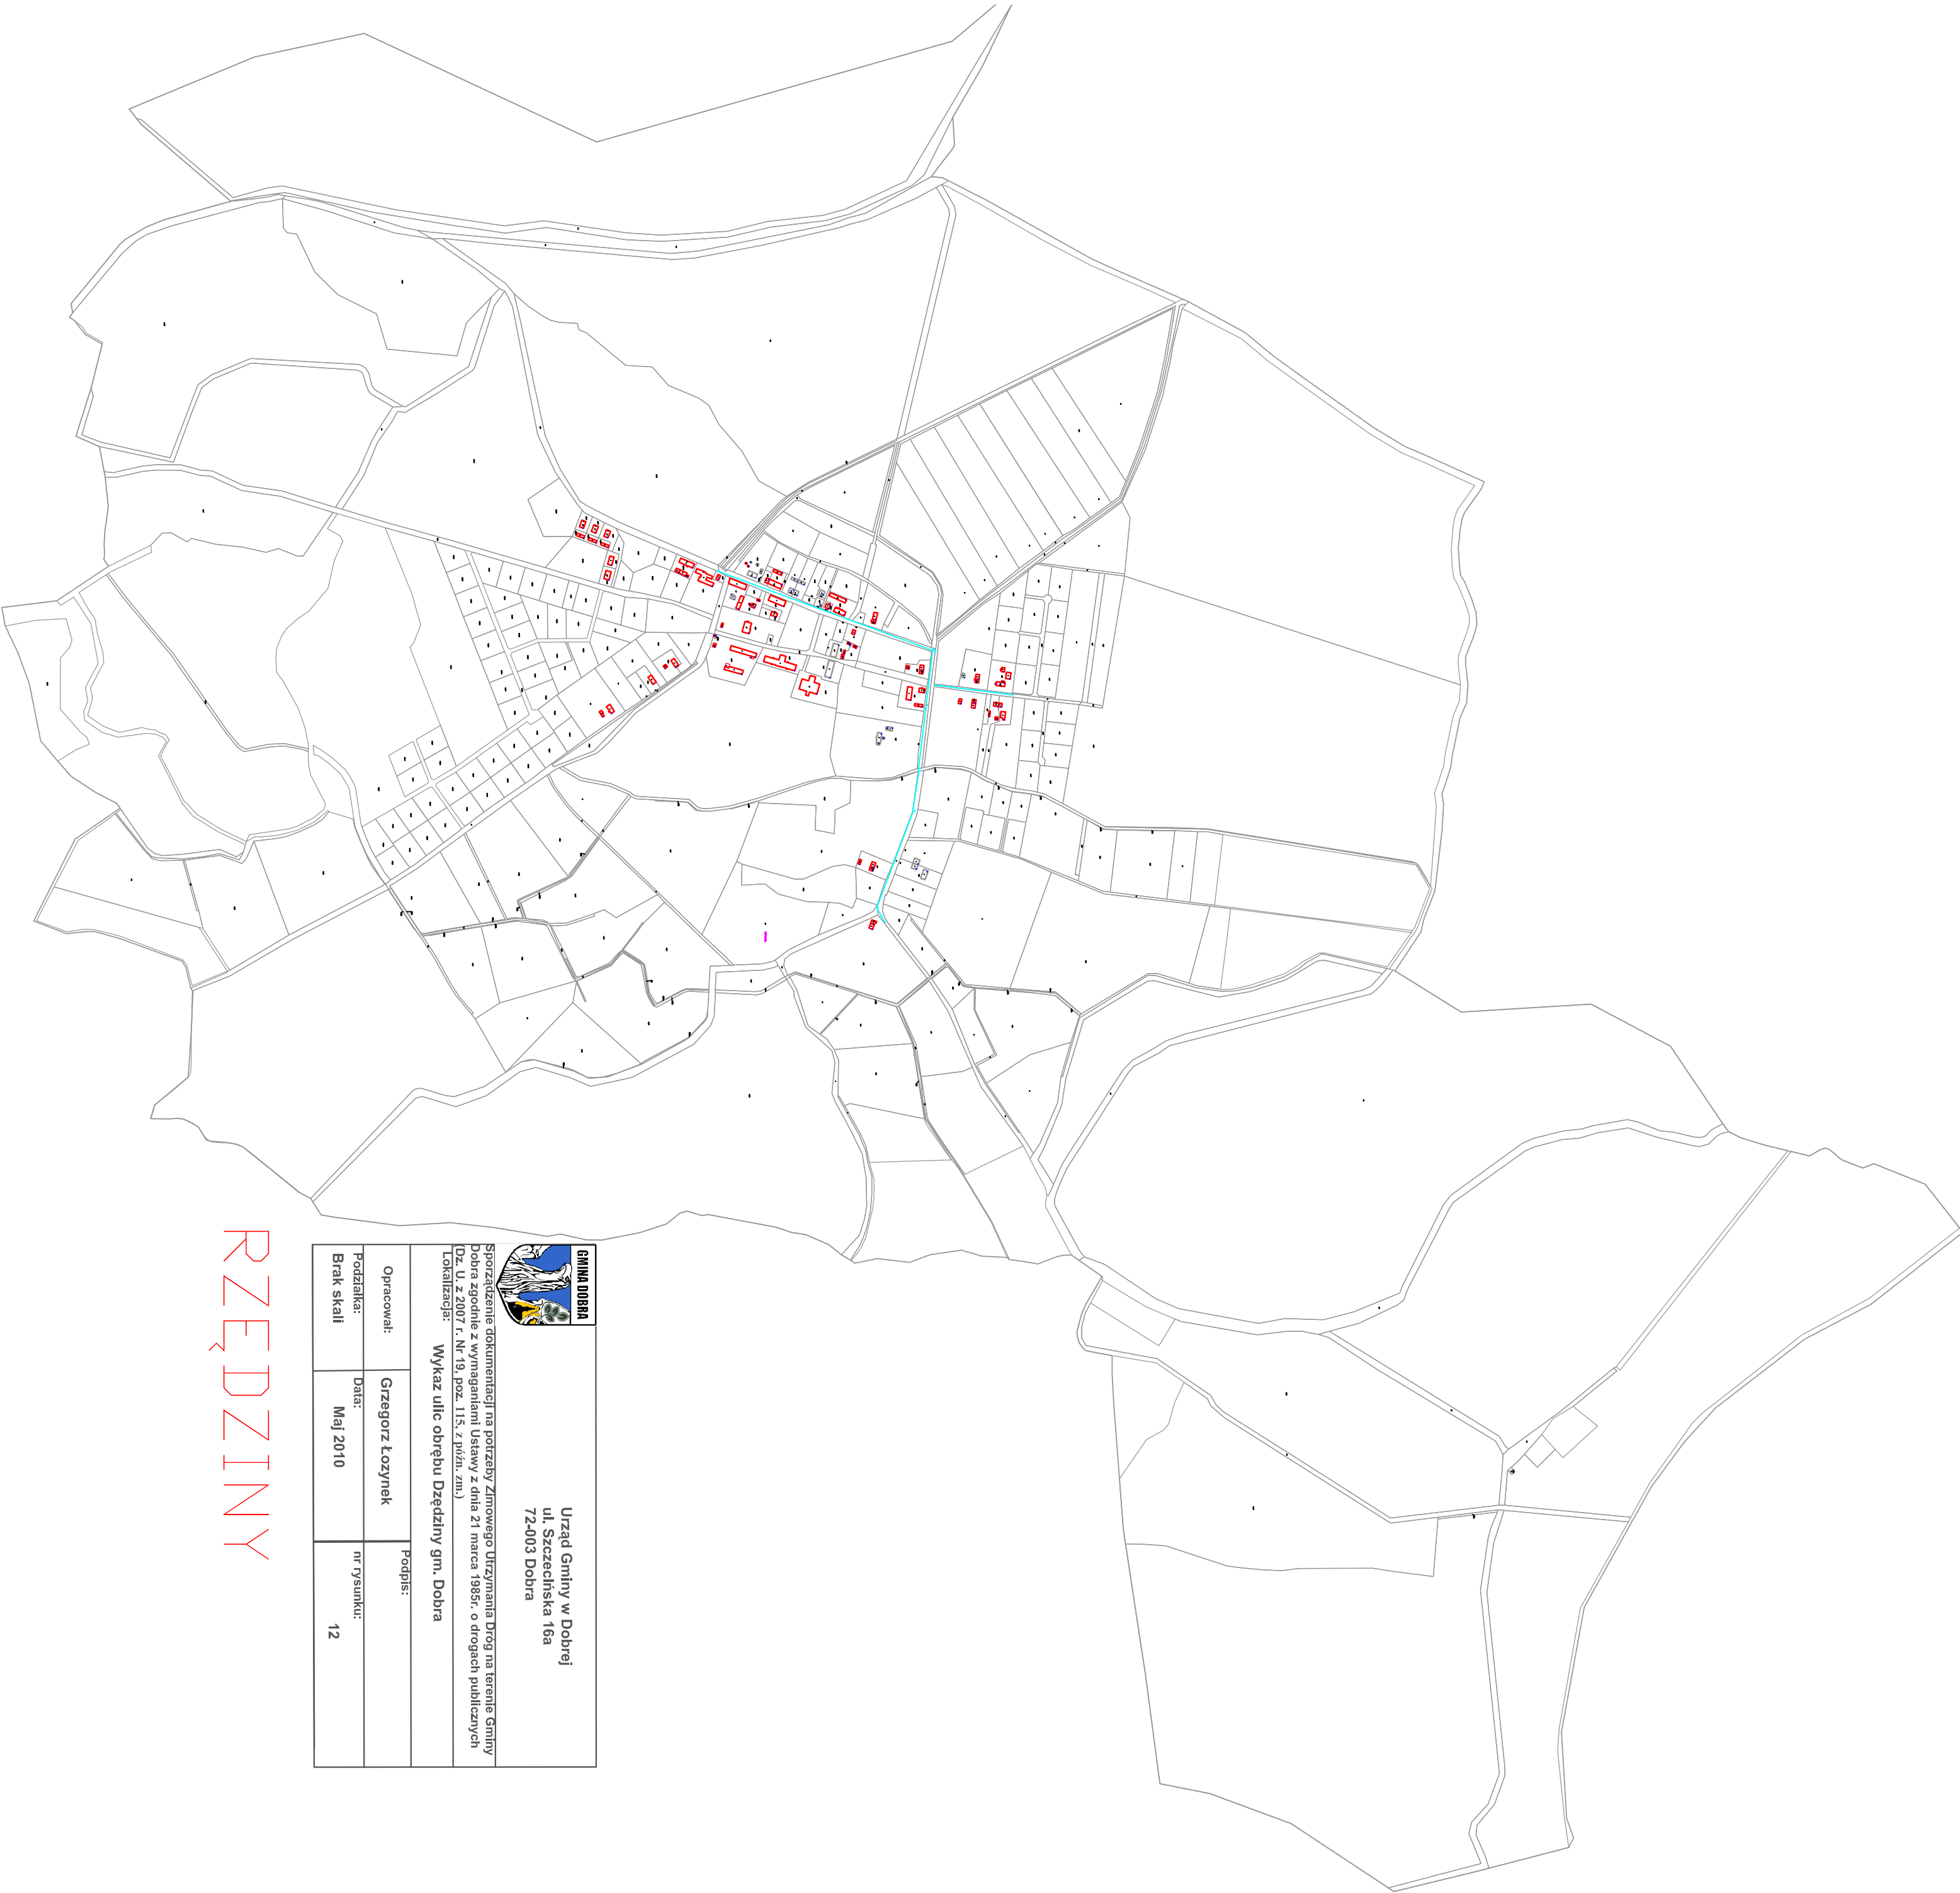 GMINA DOBRA
Urząd Gminy w Dobrej
ul. Szczecińska 16a
72-003 Dobra
Sporządzenie dokumentacji na potrzeby Zimowego Utrzymania Dróg na terenie Gminy
Dobra zgodnie z wymaganiami Ustawy z dnia 21 marca 1985r. o drogach publicznych
(Dz. U. z 2007 r. Nr 19, poz. 115, z późn. zm.)
Lokalizacja:
Wykaz ulic obrębu Dzędziny gm. Dobra
Opracował:
Grzegorz Łozynek
Podpis:
Podziałka:
Brak skali
Data:
Maj 2010
nr rysunku:
12
RZĘDZINY